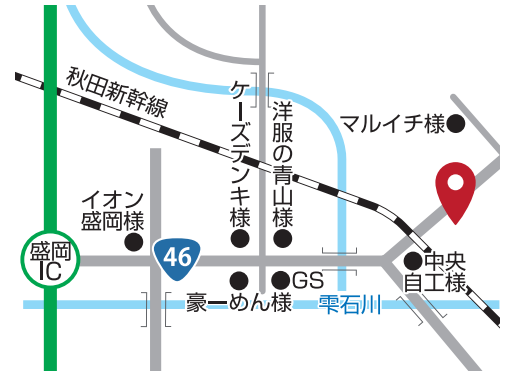 秋田新幹線
ケーズデンキ様
洋服の青山様
マルイチ様
イオン
盛岡様
盛岡
IC
46
中央
自工様
GS
豪ーめん様
雫石川